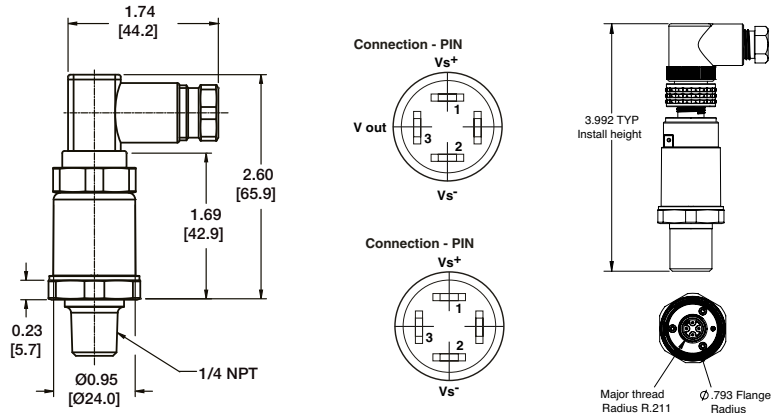 1.74
[44.2]
2.60
[65.9]
1.69
[42.9]
0.23
[5.7]
Ø0.95
[Ø24.0]
1/4 NPT
Connection - PIN
Vs+
1
V out
3
2
Vs-
Connection - PIN
Vs+
1
3
2
Vs-
3.992 TYP
Install height
Major thread
Radius R.211
Ø.793 Flange
Radius